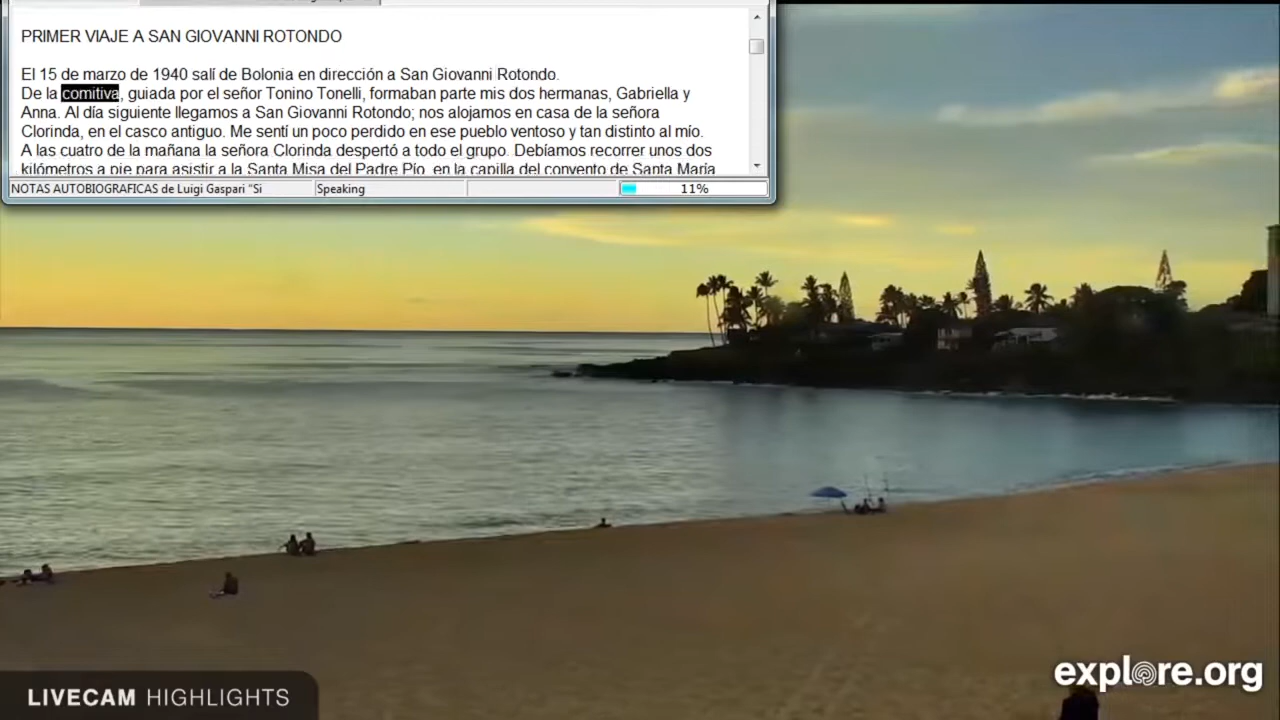 PRIMER VIAJE A SAN GIOVANNI ROTONDO
El 15 de marzo de 1940 salí de Bolonia en dirección a San Giovanni Rotondo.
De la comitiva, guiada por el señor Tonino Tonelli, formaban parte mis dos hermanas, Gabriella y
Anna. Al día siguiente llegamos a San Giovanni Rotondo; nos alojamos en casa de la señora
Clorinda, en el casco antiguo. Me sentí un poco perdido en ese pueblo ventoso y tan distinto al mío.
A las cuatro de la mañana la señora Clorinda despertó a todo el grupo. Debíamos recorrer unos dos
kilómetros a pie para asistir a la Santa Misa del Padre Pío, en la capilla del convento de Santa María
NOTAS AUTOBIOGRAFICAS de Luigi Gaspari "Si
Speaking
11%
LIVECAM HIGHLIGHTS
explore.org